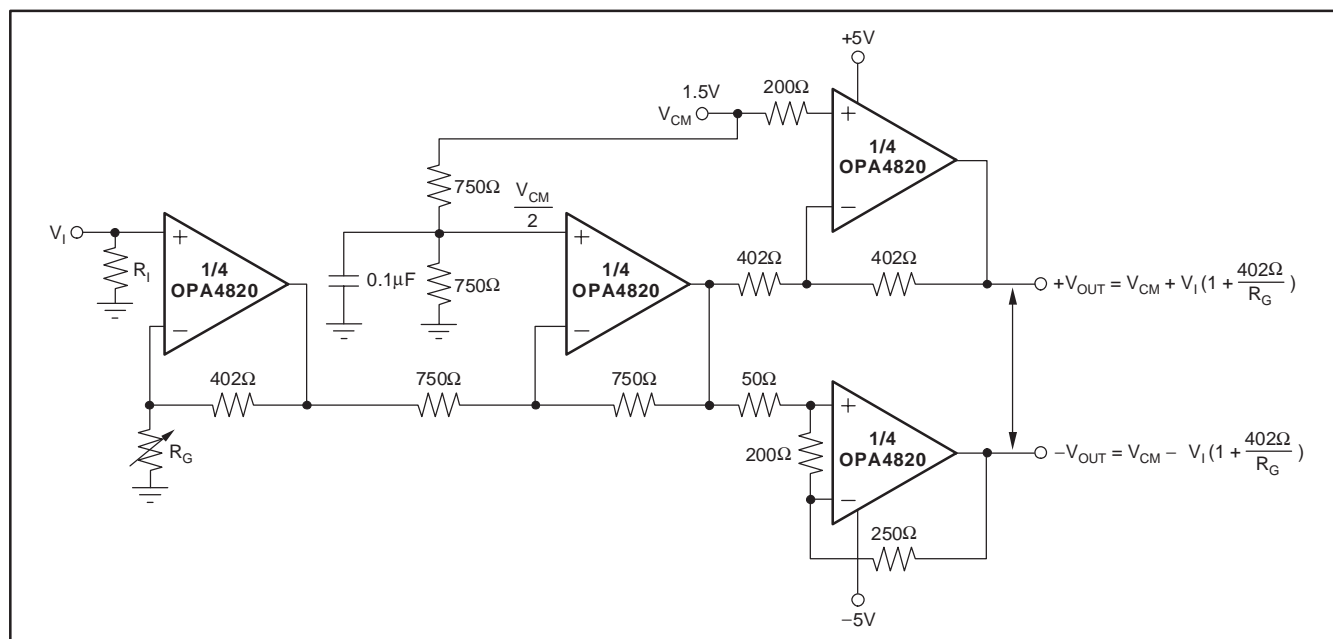 +5V
1.5V
V_CM
200Ω
+
1/4
OPA4820
−
750Ω
V_CM
2
V_I
+
R_I
1/4
OPA4820
−
0.1μF
750Ω
+
1/4
OPA4820
−
402Ω
402Ω
+V_OUT = V_CM + V_I (1 + 402Ω / R_G )
402Ω
750Ω
750Ω
50Ω
+
R_G
200Ω
1/4
OPA4820
−
−V_OUT = V_CM − V_I (1 + 402Ω / R_G )
250Ω
−5V